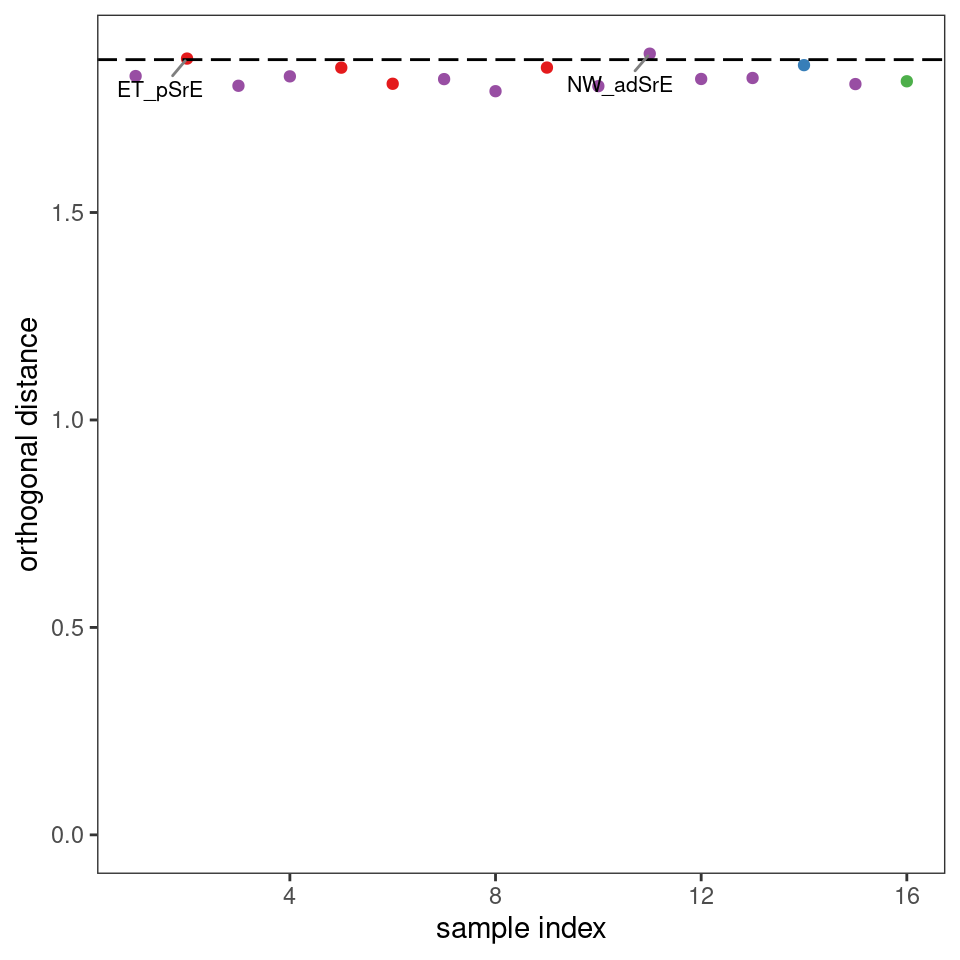 ET_pSrE
NW_adSrE
1.5
1.0
0.5
0.0
orthogonal distance
4 8 12 16
sample index